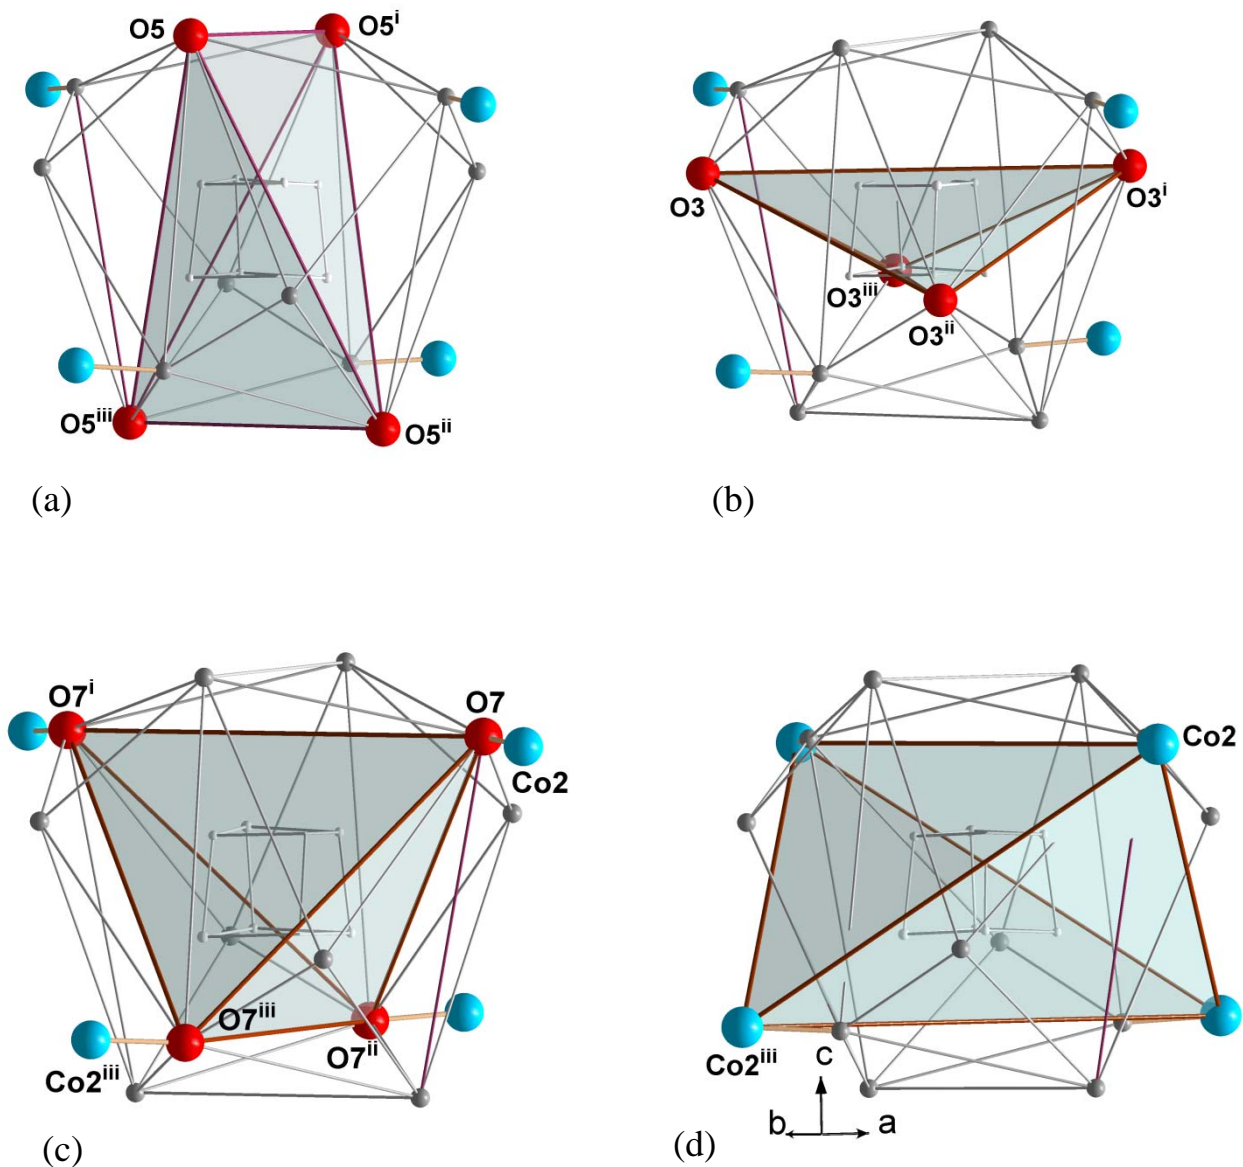 O5 O5ⁱ
O5ⁱⁱⁱ O5ⁱⁱ
(a)
O3 O3ⁱ
O3ⁱⁱⁱ
O3ⁱⁱ
(b)
O7ⁱ O7
Co2
O7ⁱⁱⁱ
O7ⁱⁱ
Co2ⁱⁱⁱ
(c)
Co2
Co2ⁱⁱⁱ
c
b a
(d)